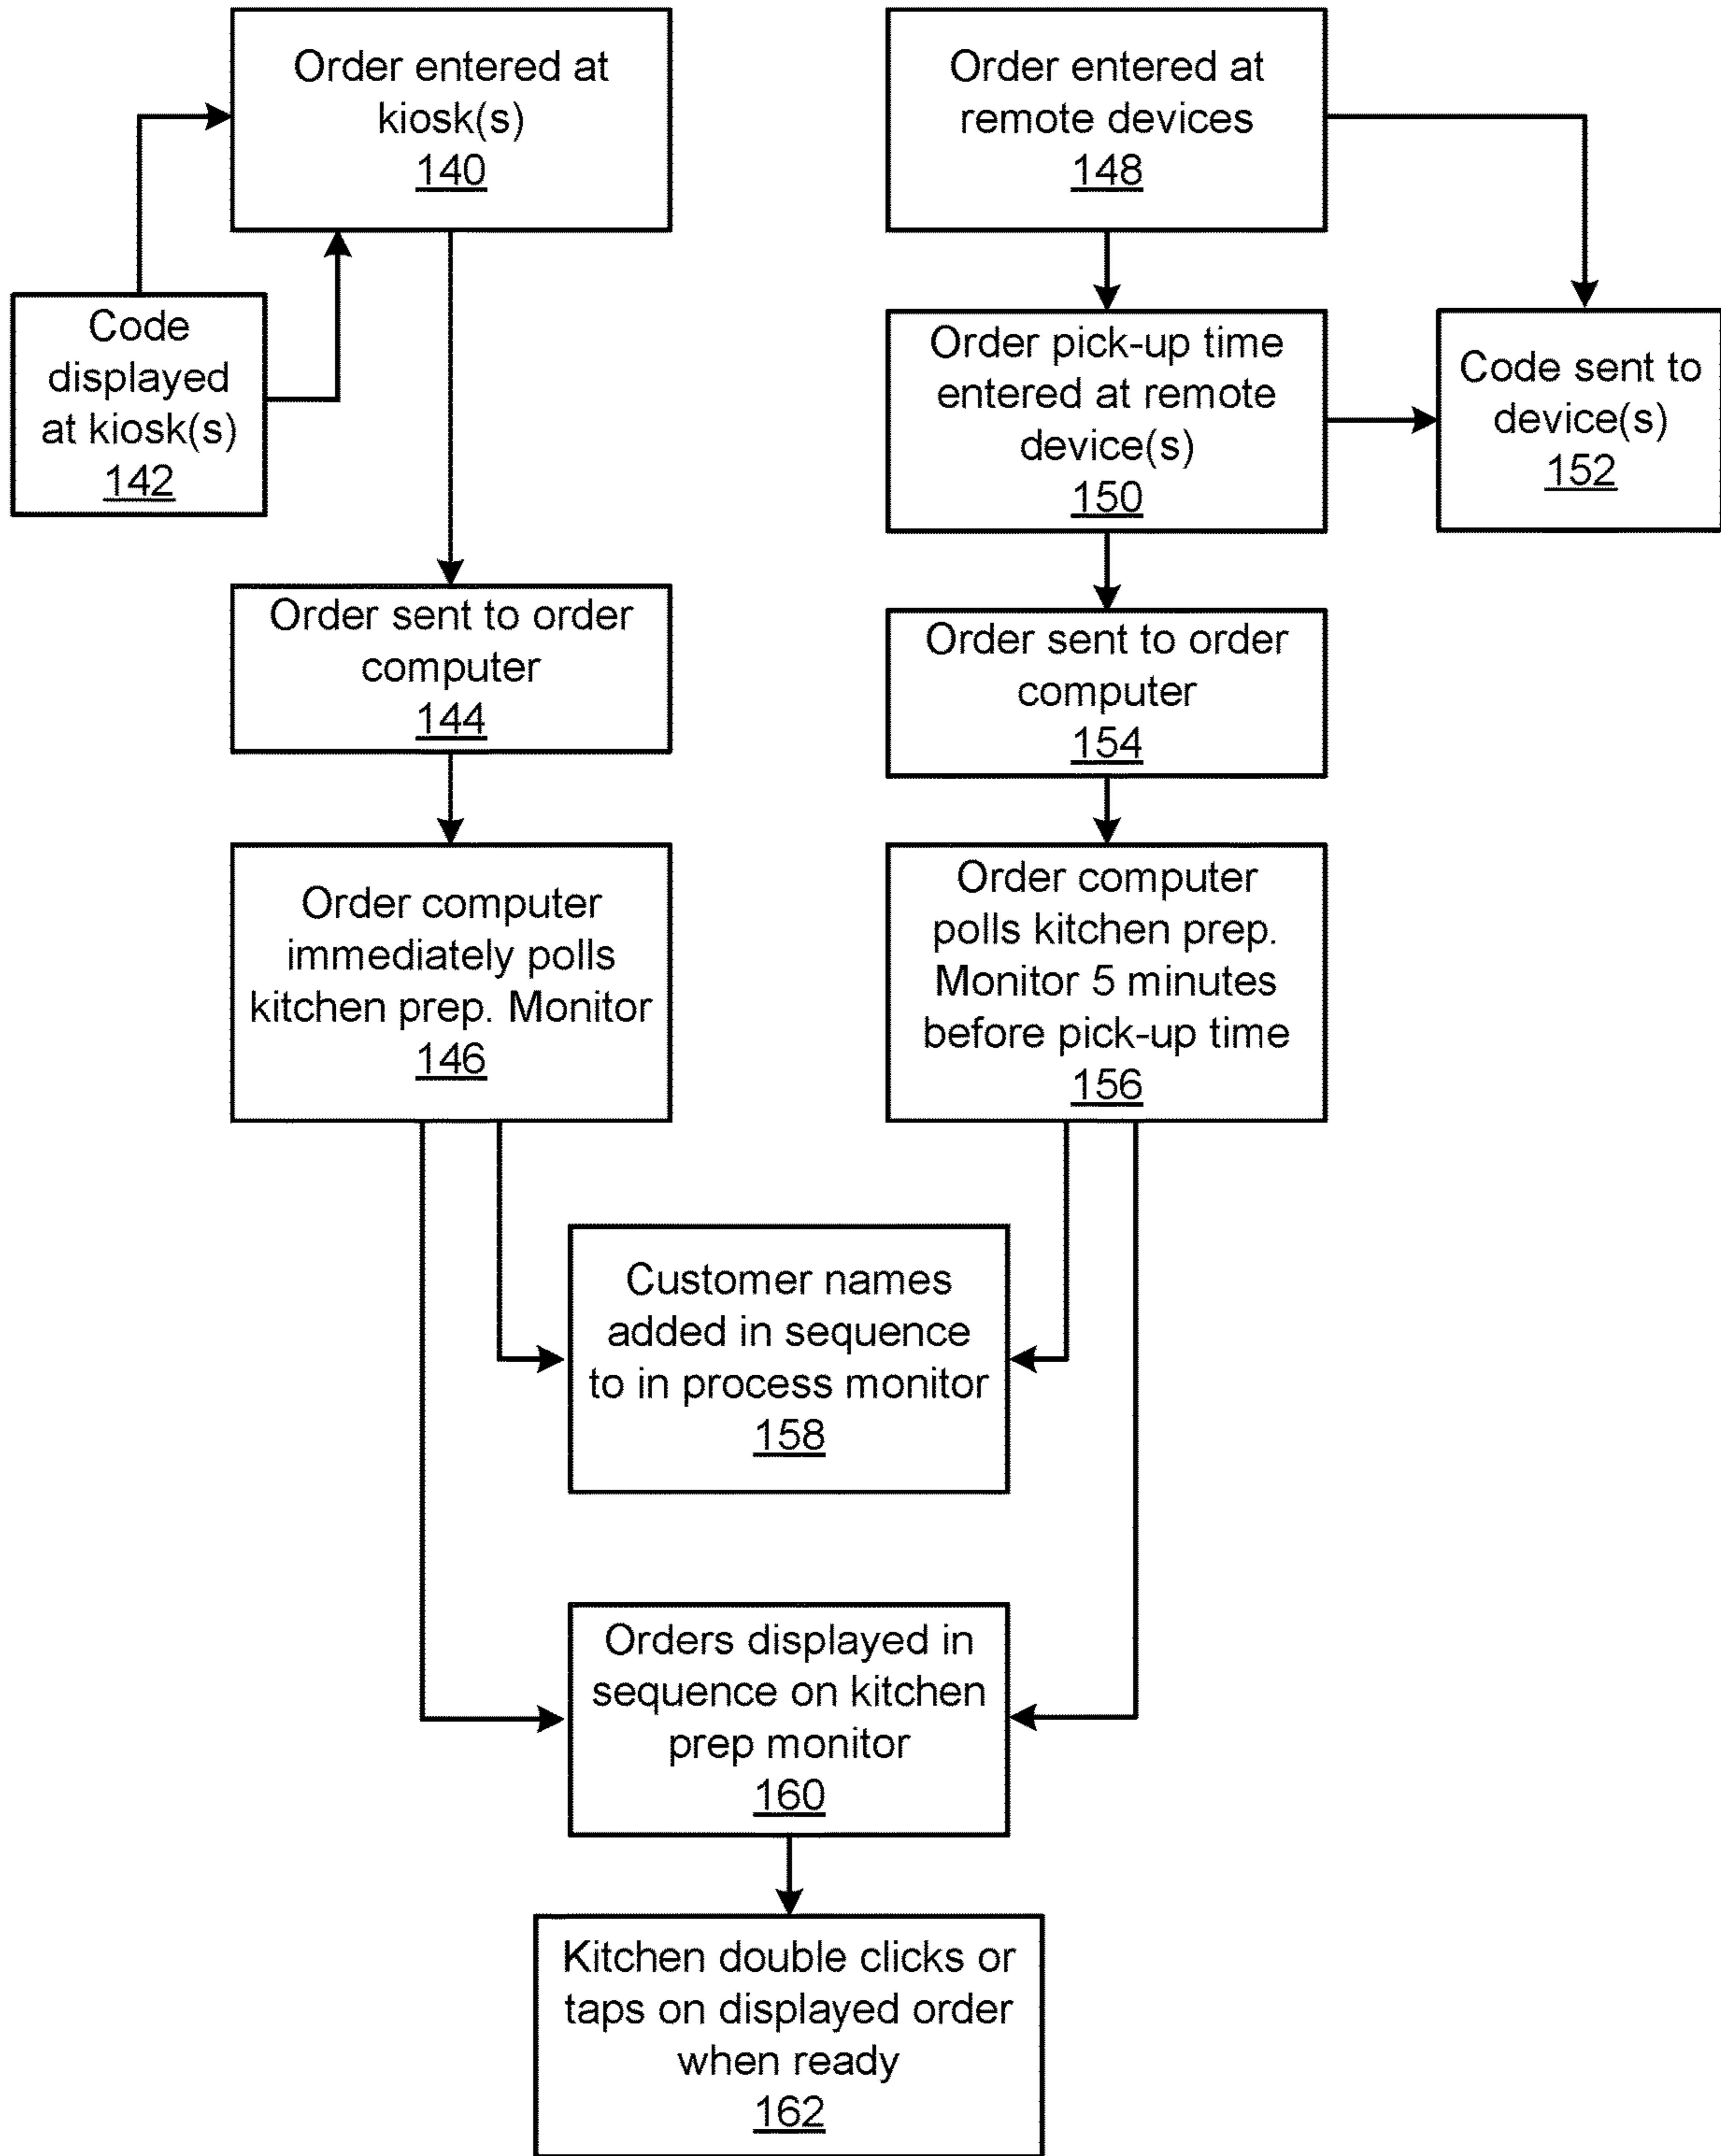 Order entered at
kiosk(s)
140
Code
displayed
at kiosk(s)
142
Order sent to order
computer
144
Order computer
immediately polls
kitchen prep. Monitor
146
Order entered at
remote devices
148
Order pick-up time
entered at remote
device(s)
150
Code sent to
device(s)
152
Order sent to order
computer
154
Order computer
polls kitchen prep.
Monitor 5 minutes
before pick-up time
156
Customer names
added in sequence
to in process monitor
158
Orders displayed in
sequence on kitchen
prep monitor
160
Kitchen double clicks or
taps on displayed order
when ready
162